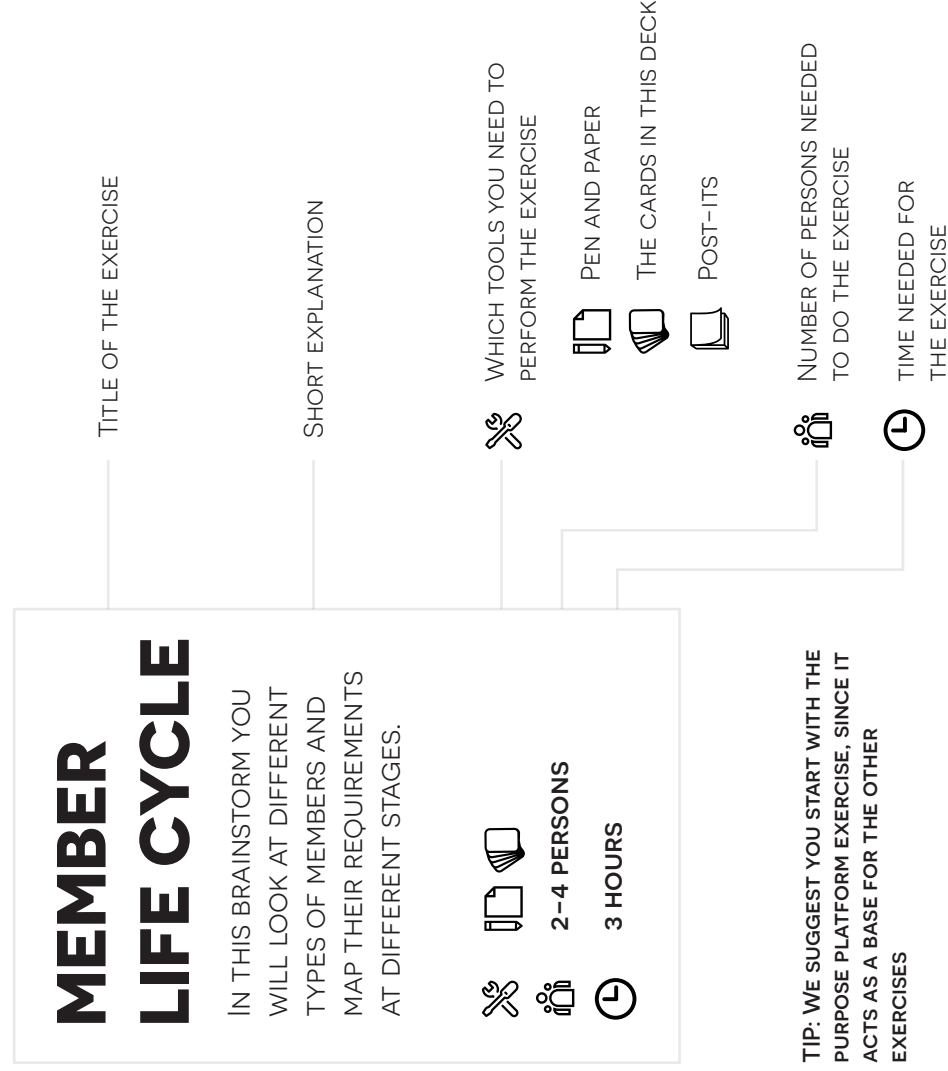 MEMBER
LIFE CYCLE
IN THIS BRAINSTORM YOU
WILL LOOK AT DIFFERENT
TYPES OF MEMBERS AND
MAP THEIR REQUIREMENTS
AT DIFFERENT STAGES.
2–4 PERSONS
3 HOURS
TITLE OF THE EXERCISE
SHORT EXPLANATION
WHICH TOOLS YOU NEED TO
PERFORM THE EXERCISE
PEN AND PAPER
THE CARDS IN THIS DECK
POST-ITS
NUMBER OF PERSONS NEEDED
TO DO THE EXERCISE
TIME NEEDED FOR
THE EXERCISE
TIP: WE SUGGEST YOU START WITH THE
PURPOSE PLATFORM EXERCISE, SINCE IT
ACTS AS A BASE FOR THE OTHER
EXERCISES